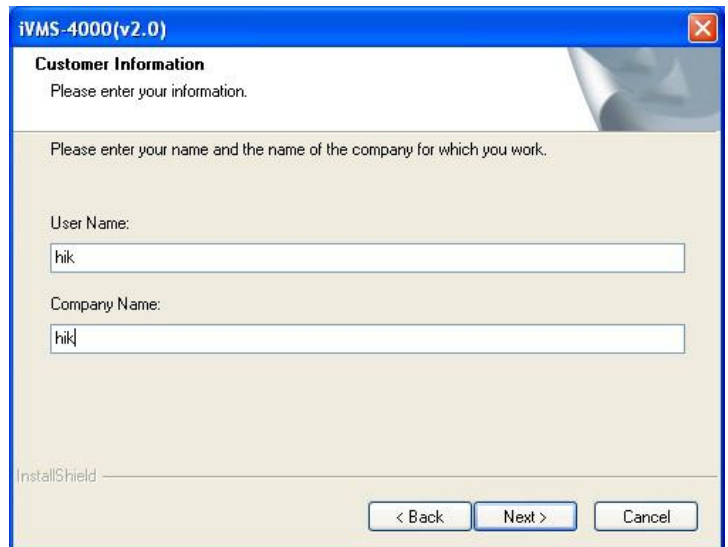 iVMS-4000(v2.0)
Customer Information
Please enter your information.
Please enter your name and the name of the company for which you work.
User Name:
hik
Company Name:
hik
InstallShield
< Back Next > Cancel